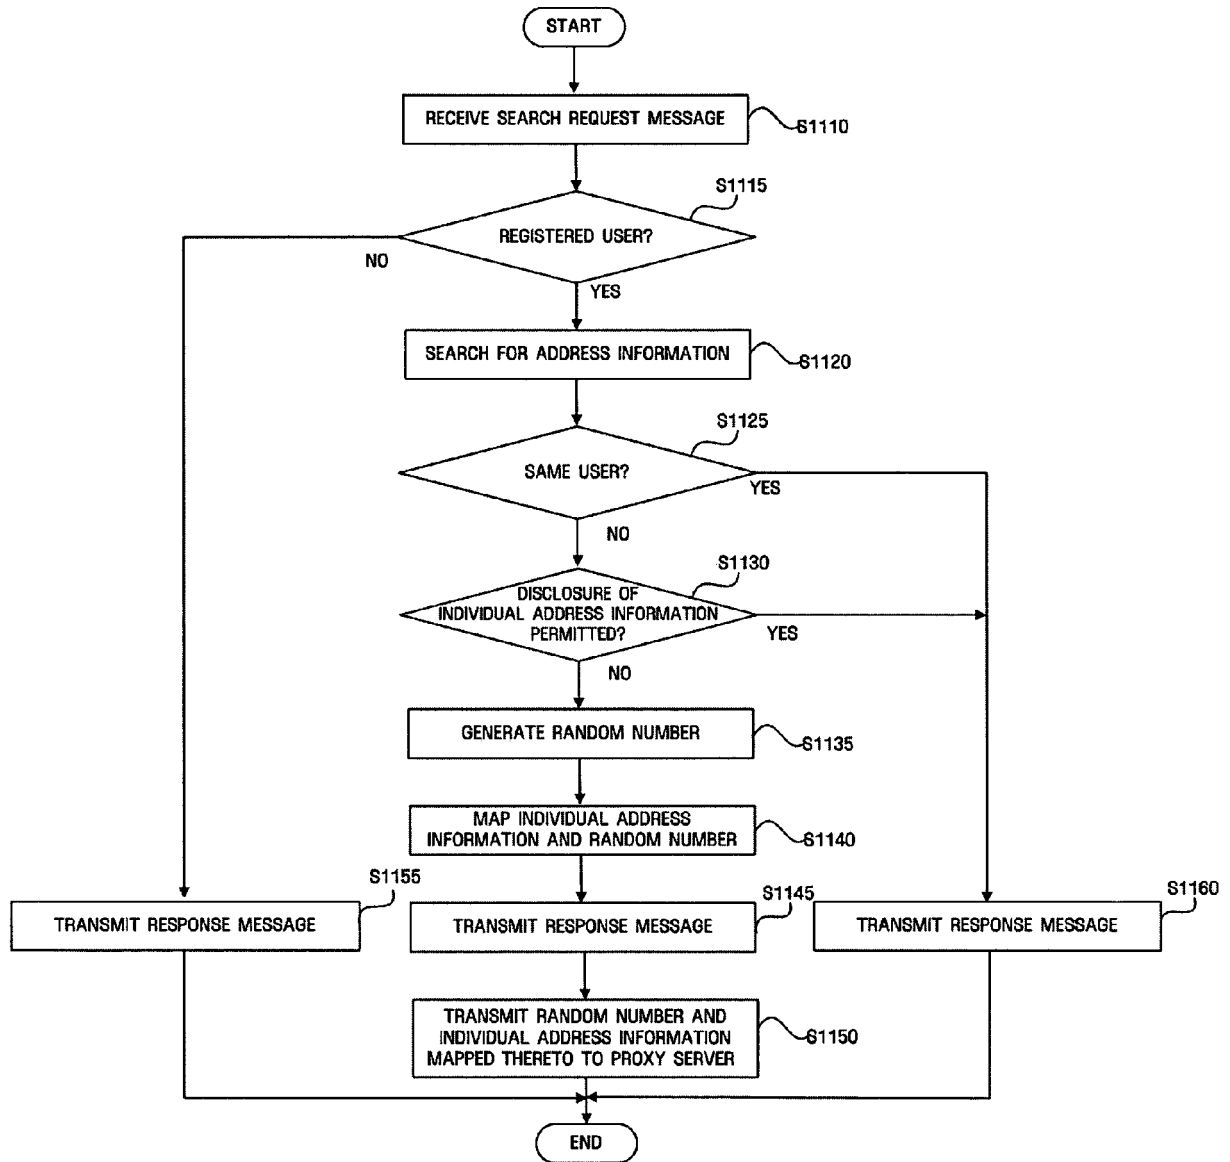 START
RECEIVE SEARCH REQUEST MESSAGE
S1110
S1115
REGISTERED USER?
NO
YES
SEARCH FOR ADDRESS INFORMATION
S1120
S1125
SAME USER?
YES
NO
S1130
DISCLOSURE OF
INDIVIDUAL ADDRESS INFORMATION
PERMITTED?
YES
NO
GENERATE RANDOM NUMBER
S1135
MAP INDIVIDUAL ADDRESS
INFORMATION AND RANDOM NUMBER
S1140
S1155
TRANSMIT RESPONSE MESSAGE
S1145
TRANSMIT RESPONSE MESSAGE
S1160
TRANSMIT RESPONSE MESSAGE
TRANSMIT RANDOM NUMBER AND
INDIVIDUAL ADDRESS INFORMATION
MAPPED THERETO TO PROXY SERVER
S1150
END